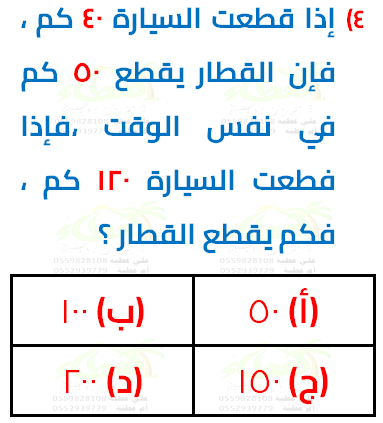 ٤) إذا قطعت السيارة ٤٠ كم ،
فإن القطار يقطع ٥٠ كم
في نفس الوقت ،فإذا
فطعت السيارة ١٢٠ كم ،
فكم يقطع القطار ؟
(أ) ٥٠
(ب) ١٠٠
(ج) ١٥٠
(د) ٢٠٠